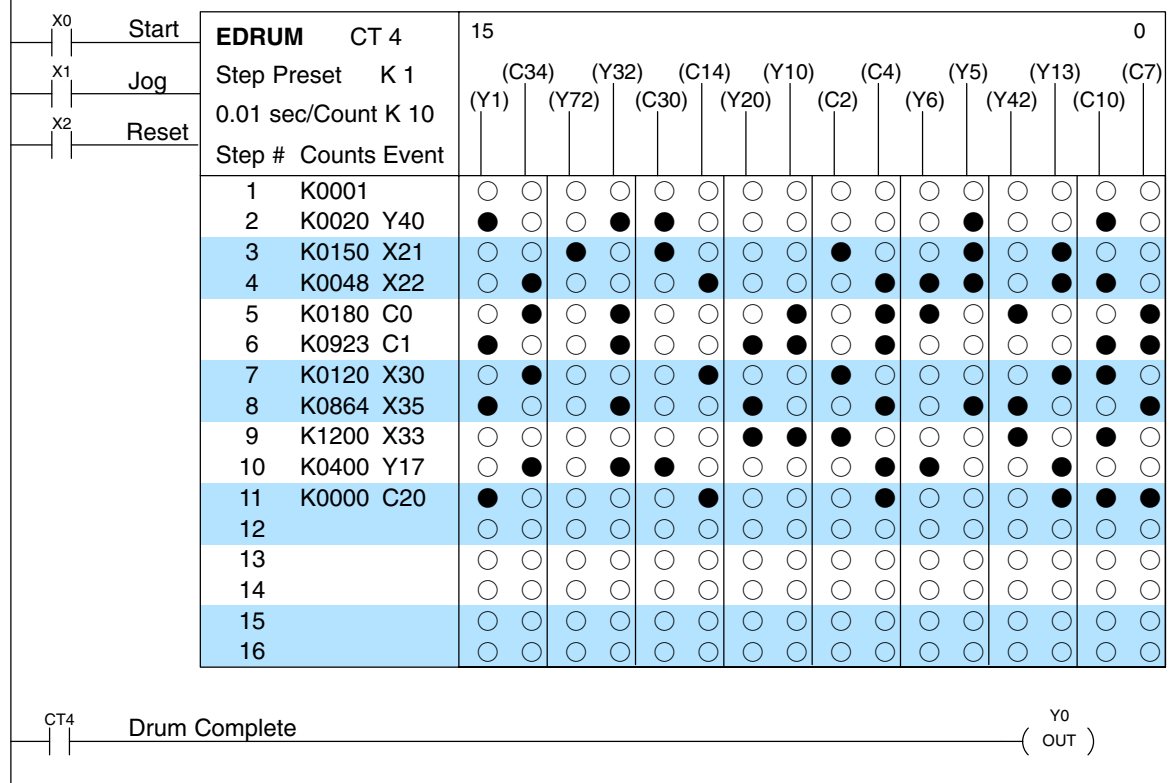 X0 Start
X1 Jog
X2 Reset
EDRUM CT 4
Step Preset K 1
0.01 sec/Count K 10
Step # Counts Event
15 0
(C34) (Y32) (C14) (Y10) (C4) (Y5) (Y13) (C7)
(Y1) (Y72) (C30) (Y20) (C2) (Y6) (Y42) (C10)
1 K0001
2 K0020 Y40
3 K0150 X21
4 K0048 X22
5 K0180 C0
6 K0923 C1
7 K0120 X30
8 K0864 X35
9 K1200 X33
10 K0400 Y17
11 K0000 C20
12
13
14
15
16
CT4 Drum Complete Y0
OUT